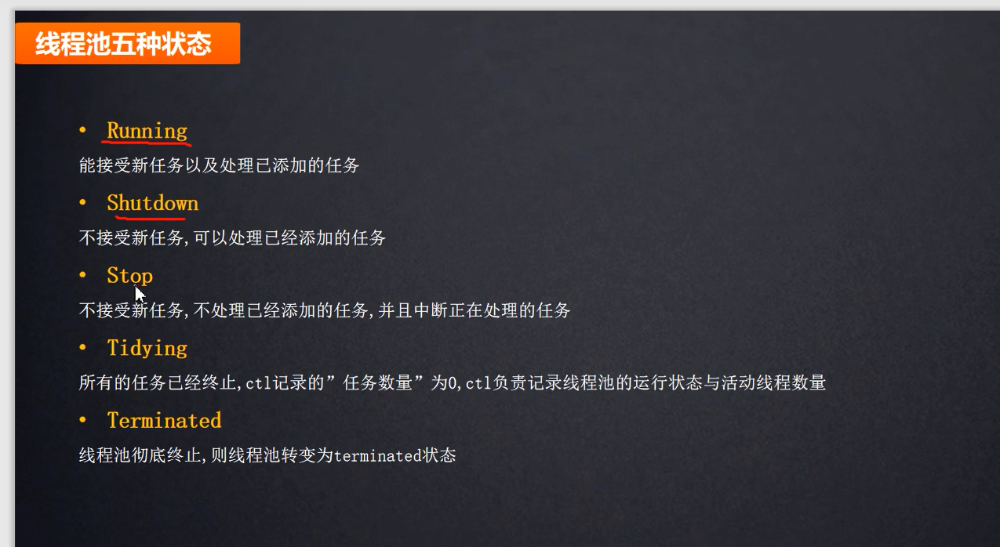 线程池五种状态
• Running
能接受新任务以及处理已添加的任务
• Shutdown
不接受新任务,可以处理已经添加的任务
• Stop
不接受新任务,不处理已经添加的任务,并且中断正在处理的任务
• Tidying
所有的任务已经终止,ctl记录的”任务数量”为0,ctl负责记录线程池的运行状态与活动线程数量
• Terminated
线程池彻底终止,则线程池转变为terminated状态